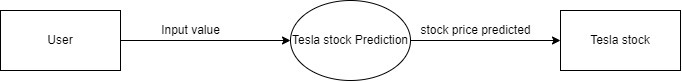 User
Input value
Tesla stock Prediction
stock price predicted
Tesla stock